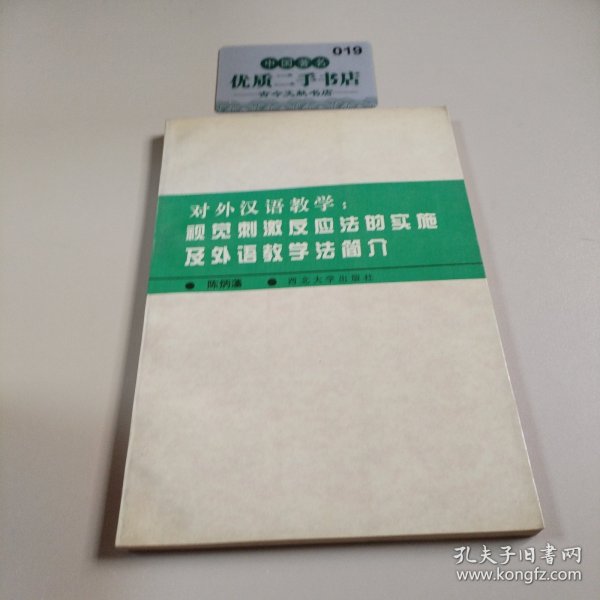 019
中国著名
优质二手书店
古今文献书店
对外汉语教学：
视觉刺激反应法的实施
及外语教学法简介
● 陈炳藻 ● 西北大学出版社
孔夫子旧书网
www.kongfz.com